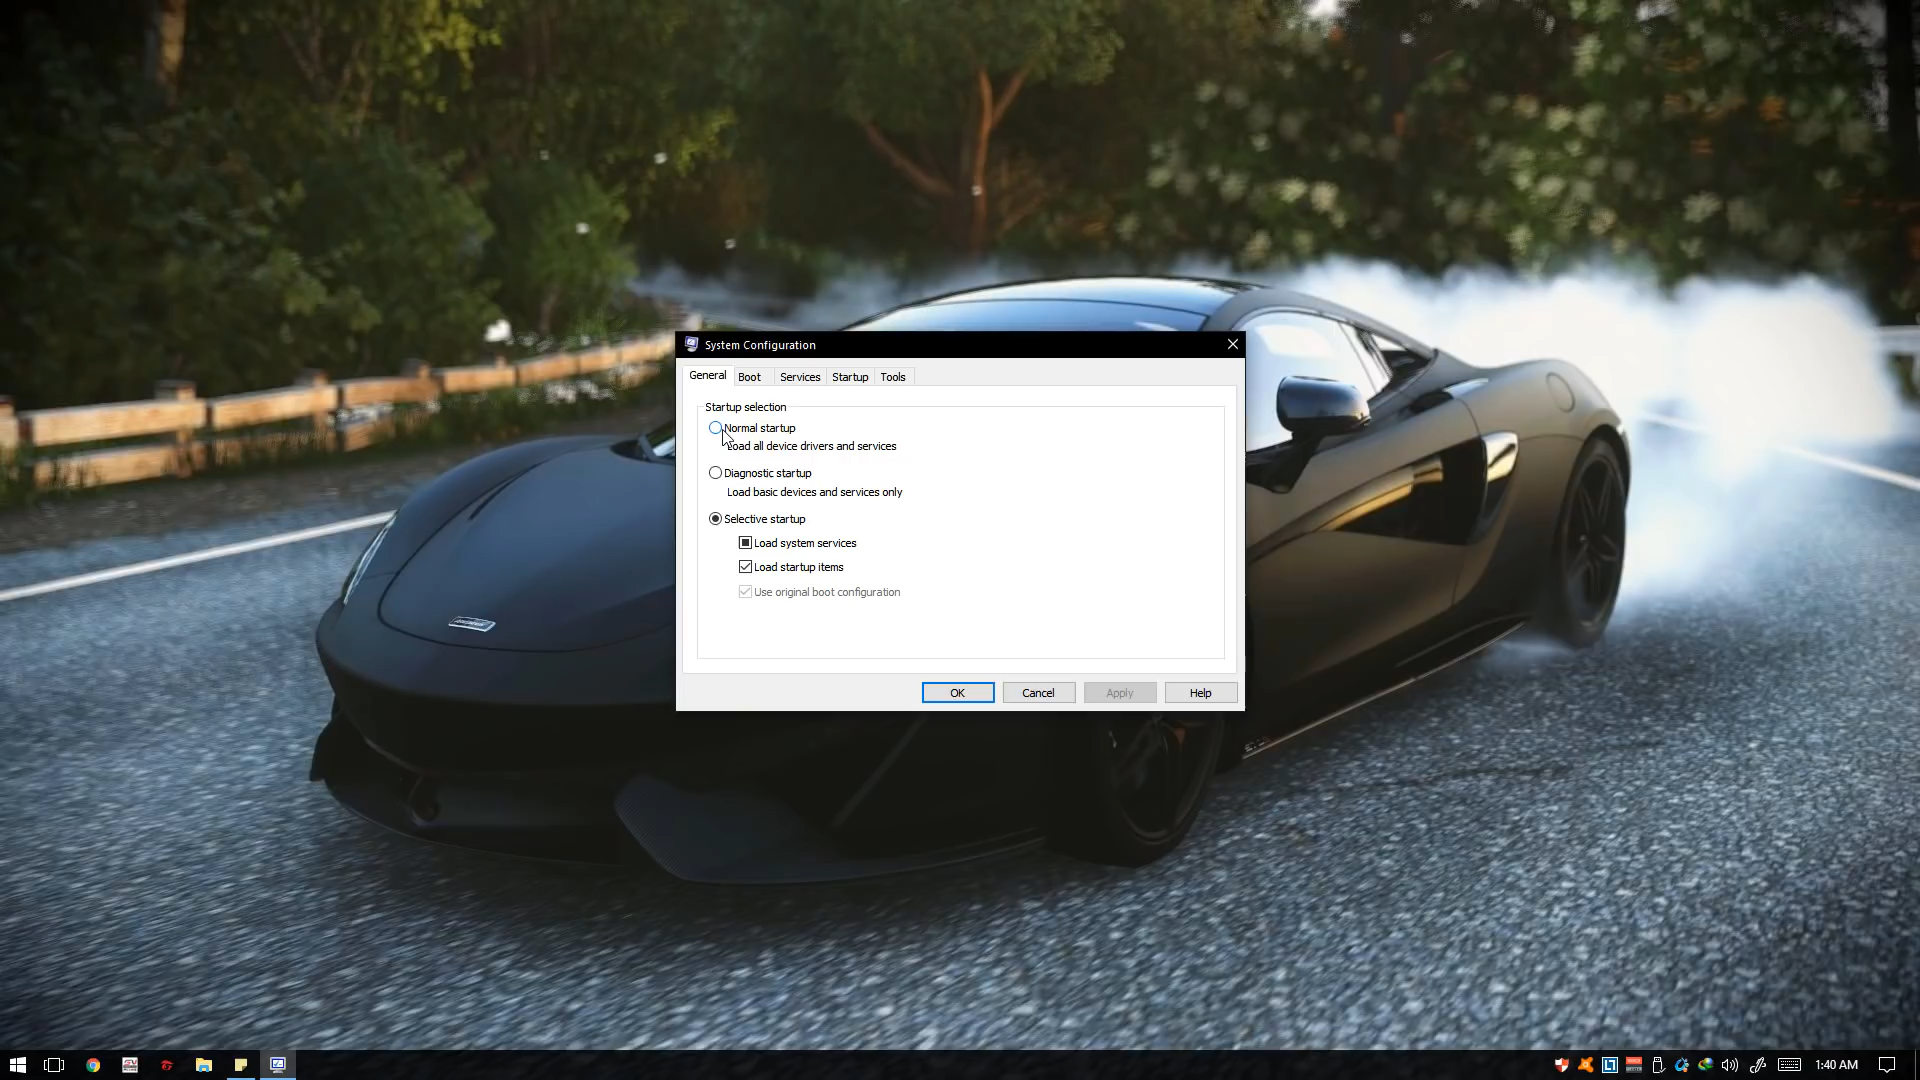 System Configuration
General Boot Services Startup Tools
Startup selection
Normal startup
Load all device drivers and services
Diagnostic startup
Load basic devices and services only
Selective startup
Load system services
Load startup items
Use original boot configuration
OK Cancel Apply Help
1:40 AM